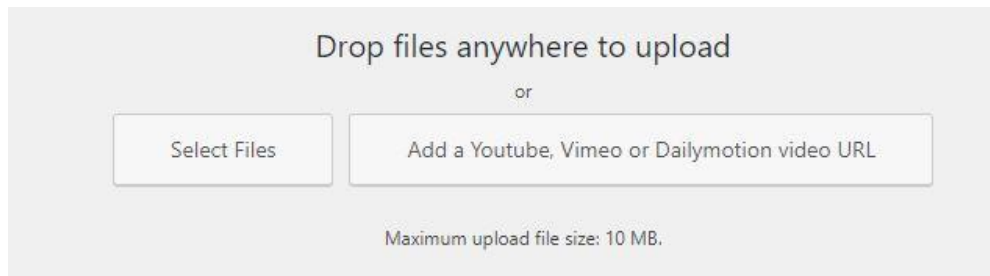 Drop files anywhere to upload
or
Select Files
Add a Youtube, Vimeo or Dailymotion video URL
Maximum upload file size: 10 MB.